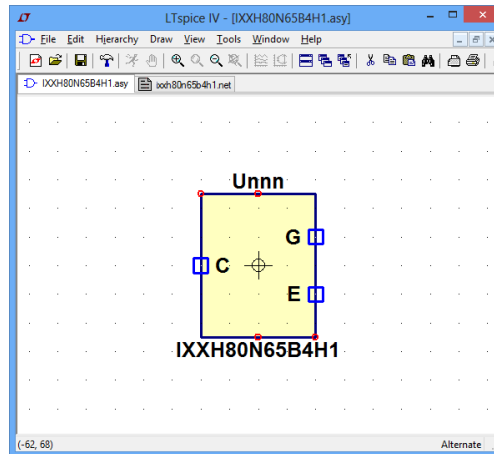 LTspice IV - [IXXH80N65B4H1.asy]
File Edit Hierarchy Draw View Tools Window Help
IXXH80N65B4H1.asy ixxh80n65b4h1.net
Unnn
G
C
E
IXXH80N65B4H1
(-62, 68) Alternate